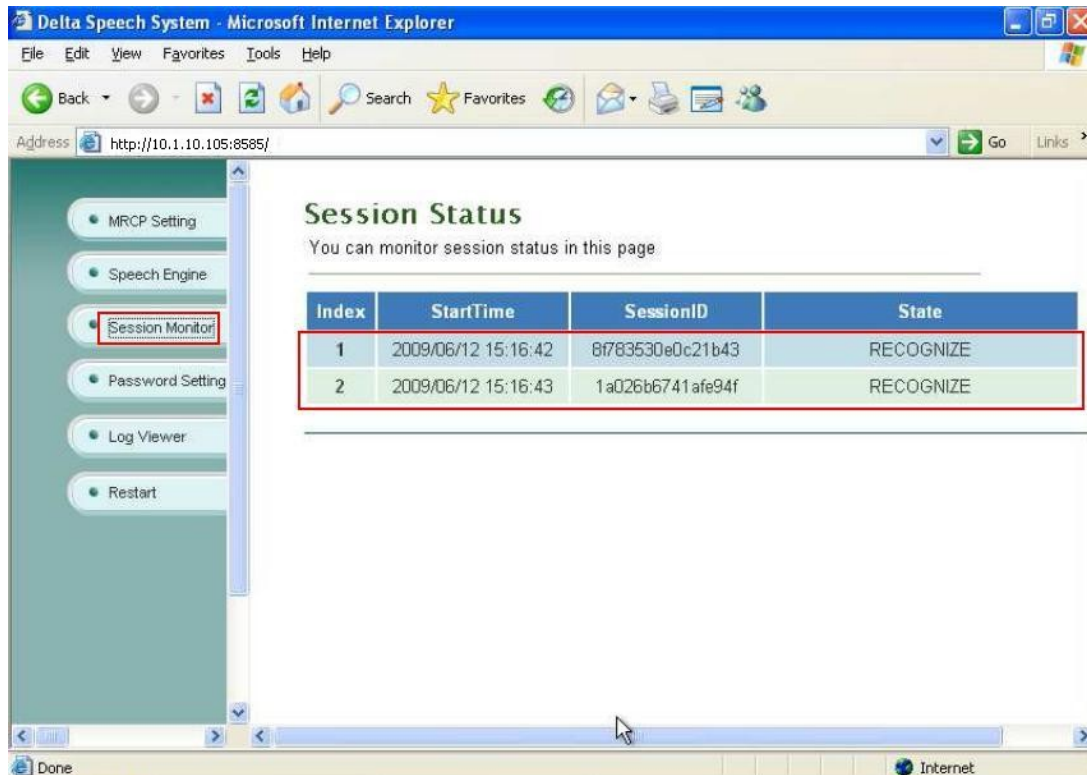 Delta Speech System - Microsoft Internet Explorer
File Edit View Favorites Tools Help
Back Search Favorites
Address http://10.1.10.105:8585/ Go Links
MRCP Setting
Speech Engine
Session Monitor
Password Setting
Log Viewer
Restart
Session Status
You can monitor session status in this page
Index StartTime SessionID State
1 2009/06/12 15:16:42 8f783530e0c21b43 RECOGNIZE
2 2009/06/12 15:16:43 1a026b6741afe94f RECOGNIZE
Done Internet